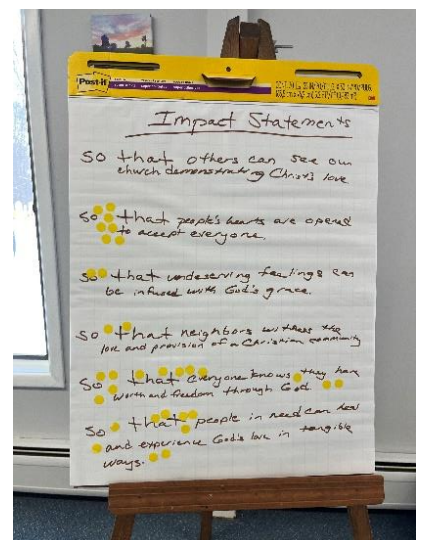 Post-it
Impact Statements
So that others can see our
church demonstrating Christ's love
So that people's hearts are opened
to accept everyone.
So that undeserving feelings can
be infused with God's grace.
So that neighbors witness the
love and provision of a Christian community
So that everyone knows they have
worth and freedom through God
So that people in need can feel
and experience God's love in tangible
ways.